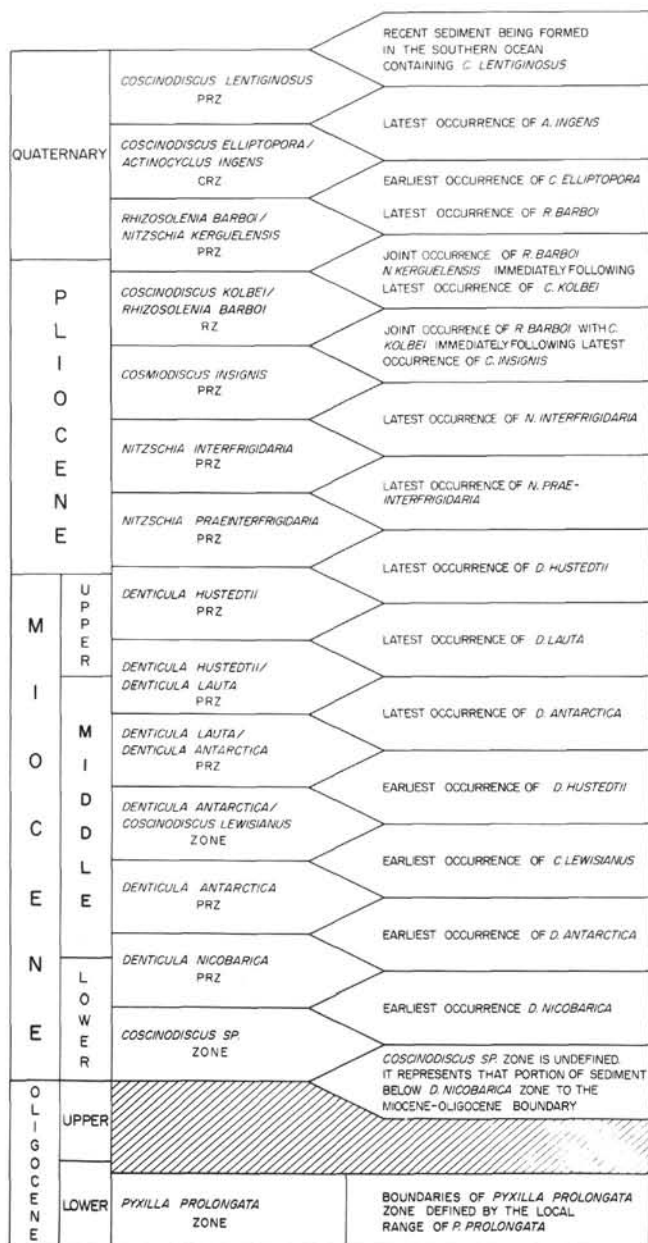 QUATERNARY
PLIOCENE
MIOCENE
UPPER
MIDDLE
LOWER
OLIGOCENE
UPPER
LOWER
COSCINODISCUS LENTIGINOSUS
PRZ
COSCINODISCUS ELLIPTOPORA/
ACTINOCYCLUS INGENS
CRZ
RHIZOSOLENIA BARBOI/
NITZSCHIA KERGUELENSIS
PRZ
COSCINODISCUS KOLBEI/
RHIZOSOLENIA BARBOI
RZ
COSMIODISCUS INSIGNIS
PRZ
NITZSCHIA INTERFRIGIDARIA
PRZ
NITZSCHIA PRAEINTERFRIGIDARIA
PRZ
DENTICULA HUSTEDTII
PRZ
DENTICULA HUSTEDTII/
DENTICULA LAUTA
PRZ
DENTICULA LAUTA/
DENTICULA ANTARCTICA
PRZ
DENTICULA ANTARCTICA/
COSCINODISCUS LEWISIANUS
ZONE
DENTICULA ANTARCTICA
PRZ
DENTICULA NICOBARICA
PRZ
COSCINODISCUS SP.
ZONE
PYXILLA PROLONGATA
ZONE
RECENT SEDIMENT BEING FORMED
IN THE SOUTHERN OCEAN
CONTAINING C. LENTIGINOSUS
LATEST OCCURRENCE OF A. INGENS
EARLIEST OCCURRENCE OF C. ELLIPTOPORA
LATEST OCCURRENCE OF R. BARBOI
JOINT OCCURRENCE OF R. BARBOI
N KERGUELENSIS IMMEDIATELY FOLLOWING
LATEST OCCURRENCE OF C. KOLBEI
JOINT OCCURRENCE OF R. BARBOI WITH C.
KOLBEI IMMEDIATELY FOLLOWING LATEST
OCCURRENCE OF C. INSIGNIS
LATEST OCCURRENCE OF N. INTERFRIGIDARIA
LATEST OCCURRENCE OF N. PRAE-
INTERFRIGIDARIA
LATEST OCCURRENCE OF D. HUSTEDTII
LATEST OCCURRENCE OF D. LAUTA
LATEST OCCURRENCE OF D. ANTARCTICA
EARLIEST OCCURRENCE OF D. HUSTEDTII
EARLIEST OCCURRENCE OF C. LEWISIANUS
EARLIEST OCCURRENCE OF D. ANTARCTICA
EARLIEST OCCURRENCE D. NICOBARICA
COSCINODISCUS SP. ZONE IS UNDEFINED.
IT REPRESENTS THAT PORTION OF SEDIMENT
BELOW D. NICOBARICA ZONE TO THE
MIOCENE-OLIGOCENE BOUNDARY
BOUNDARIES OF PYXILLA PROLONGATA
ZONE DEFINED BY THE LOCAL
RANGE OF P. PROLONGATA